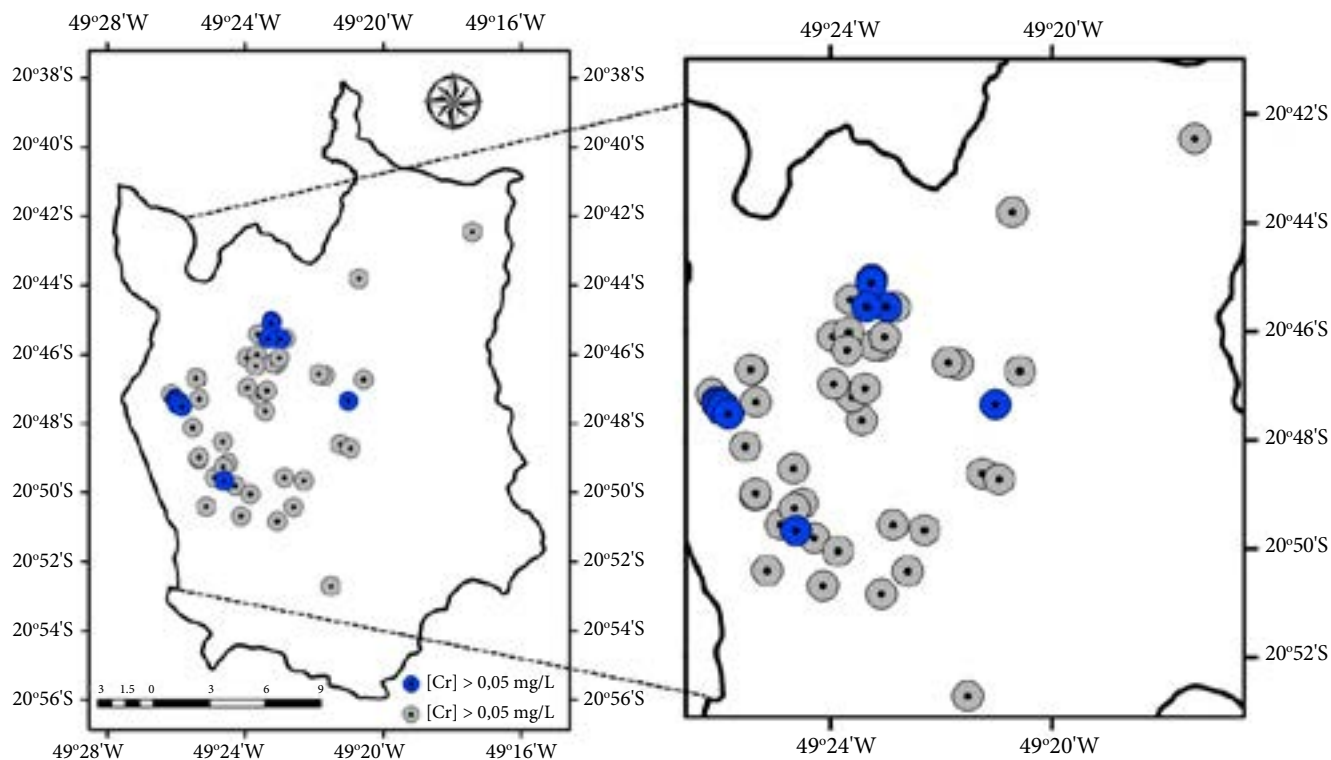 49°28'W 49°24'W 49°20'W 49°16'W
20°38'S 20°38'S
20°40'S 20°40'S
20°42'S 20°42'S
20°44'S 20°44'S
20°46'S 20°46'S
20°48'S 20°48'S
20°50'S 20°50'S
20°52'S 20°52'S
20°54'S 20°54'S
20°56'S 20°56'S
3 1.5 0 3 6 9
[Cr] > 0,05 mg/L
[Cr] > 0,05 mg/L
49°28'W 49°24'W 49°20'W 49°16'W
49°24'W 49°20'W
20°42'S
20°44'S
20°46'S
20°48'S
20°50'S
20°52'S
49°24'W 49°20'W